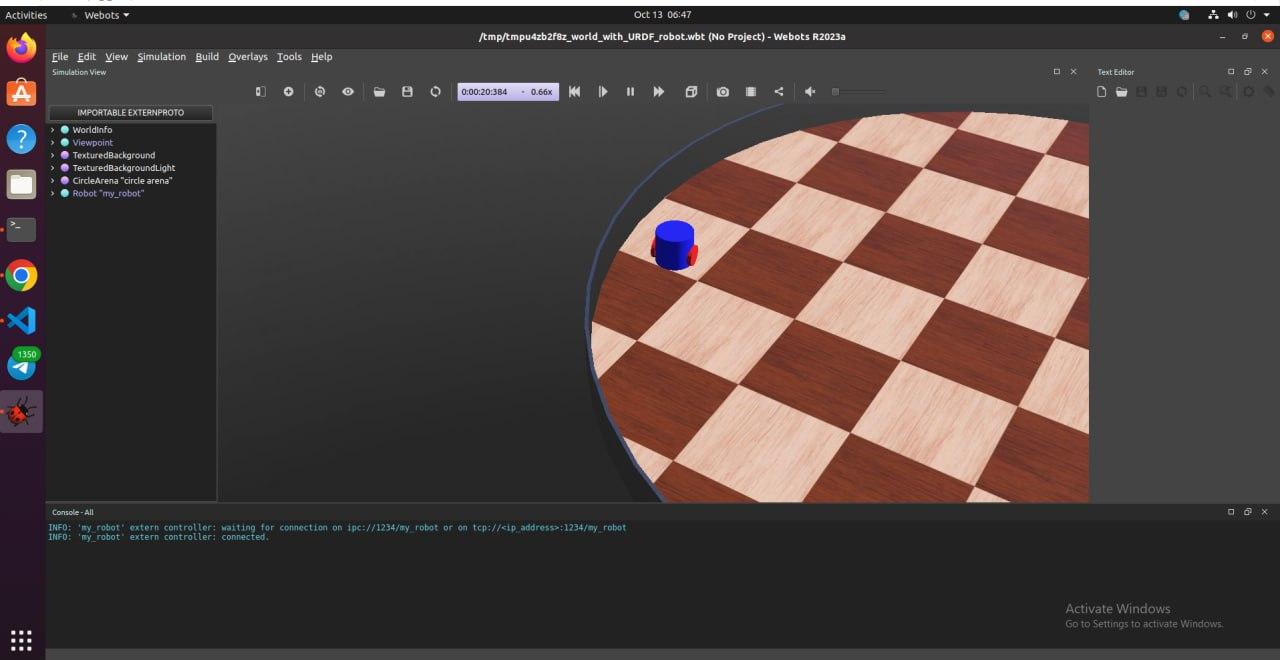 Activities
Webots
Oct 13 06:47
/tmp/tmpu4zb2f8z_world_with_URDF_robot.wbt (No Project) - Webots R2023a
File Edit View Simulation Build Overlays Tools Help
Simulation View
Text Editor
0:00:20:384 - 0.66x
IMPORTABLE EXTERNPROTO
WorldInfo
Viewpoint
TexturedBackground
TexturedBackgroundLight
CircleArena "circle arena"
Robot "my_robot"
1350
Console - All
INFO: 'my_robot' extern controller: waiting for connection on ipc://1234/my_robot or on tcp://<ip_address>:1234/my_robot
INFO: 'my_robot' extern controller: connected.
Activate Windows
Go to Settings to activate Windows.